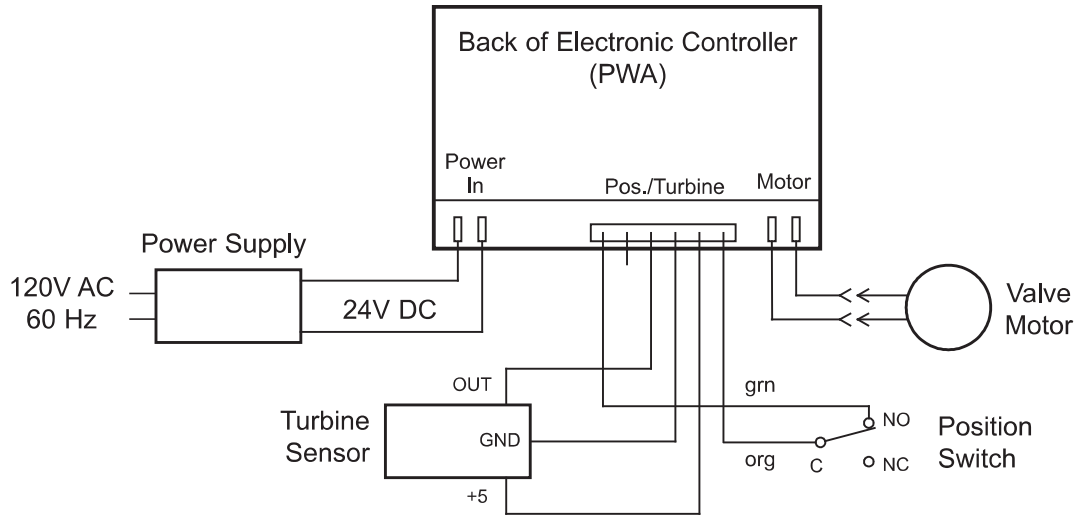 Back of Electronic Controller
(PWA)
Power
In
Pos./Turbine
Motor
Power Supply
120V AC
60 Hz
24V DC
Valve
Motor
OUT
Turbine
Sensor
GND
+5
grn
org
C
NO
NC
Position
Switch